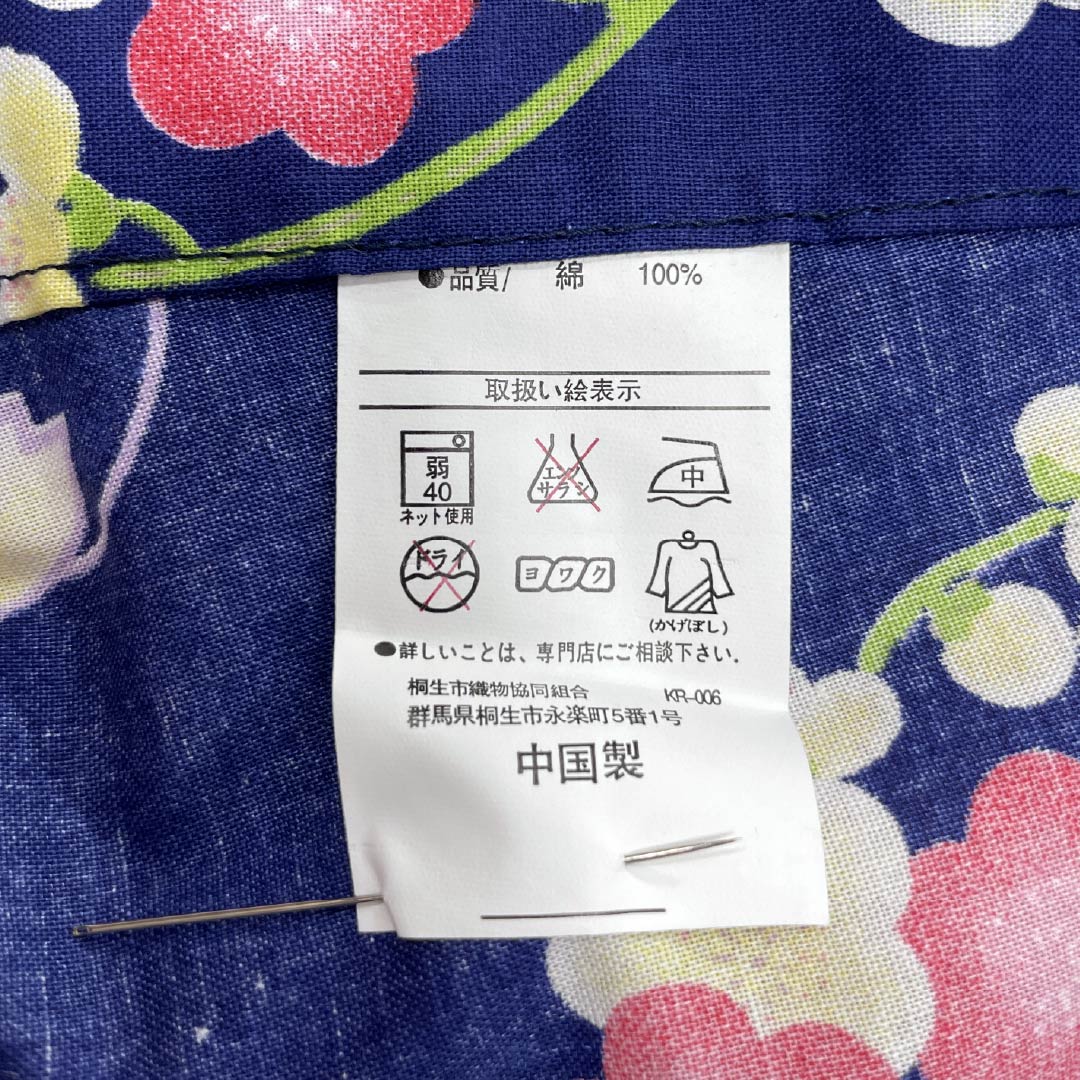 ●品質/ 綿 100%
取扱い絵表示
弱
40
ネット使用
エンソ
サラシ
中
ドライ
ヨワク
(かげぼし)
●詳しいことは、専門店にご相談下さい.
桐生市織物協同組合 KR-006
群馬県桐生市永楽町5番1号
中国製